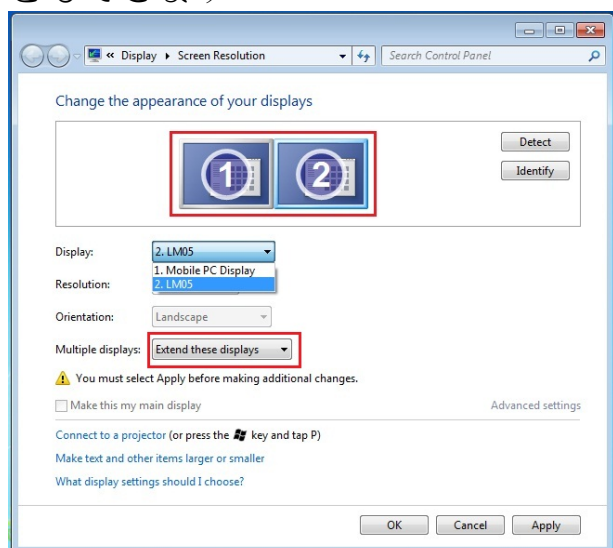 « Display ▸ Screen Resolution Search Control Panel
Change the appearance of your displays
1 2
Detect
Identify
Display: 2. LM05
1. Mobile PC Display
2. LM05
Resolution:
Orientation: Landscape
Multiple displays: Extend these displays
You must select Apply before making additional changes.
Make this my main display Advanced settings
Connect to a projector (or press the key and tap P)
Make text and other items larger or smaller
What display settings should I choose?
OK Cancel Apply